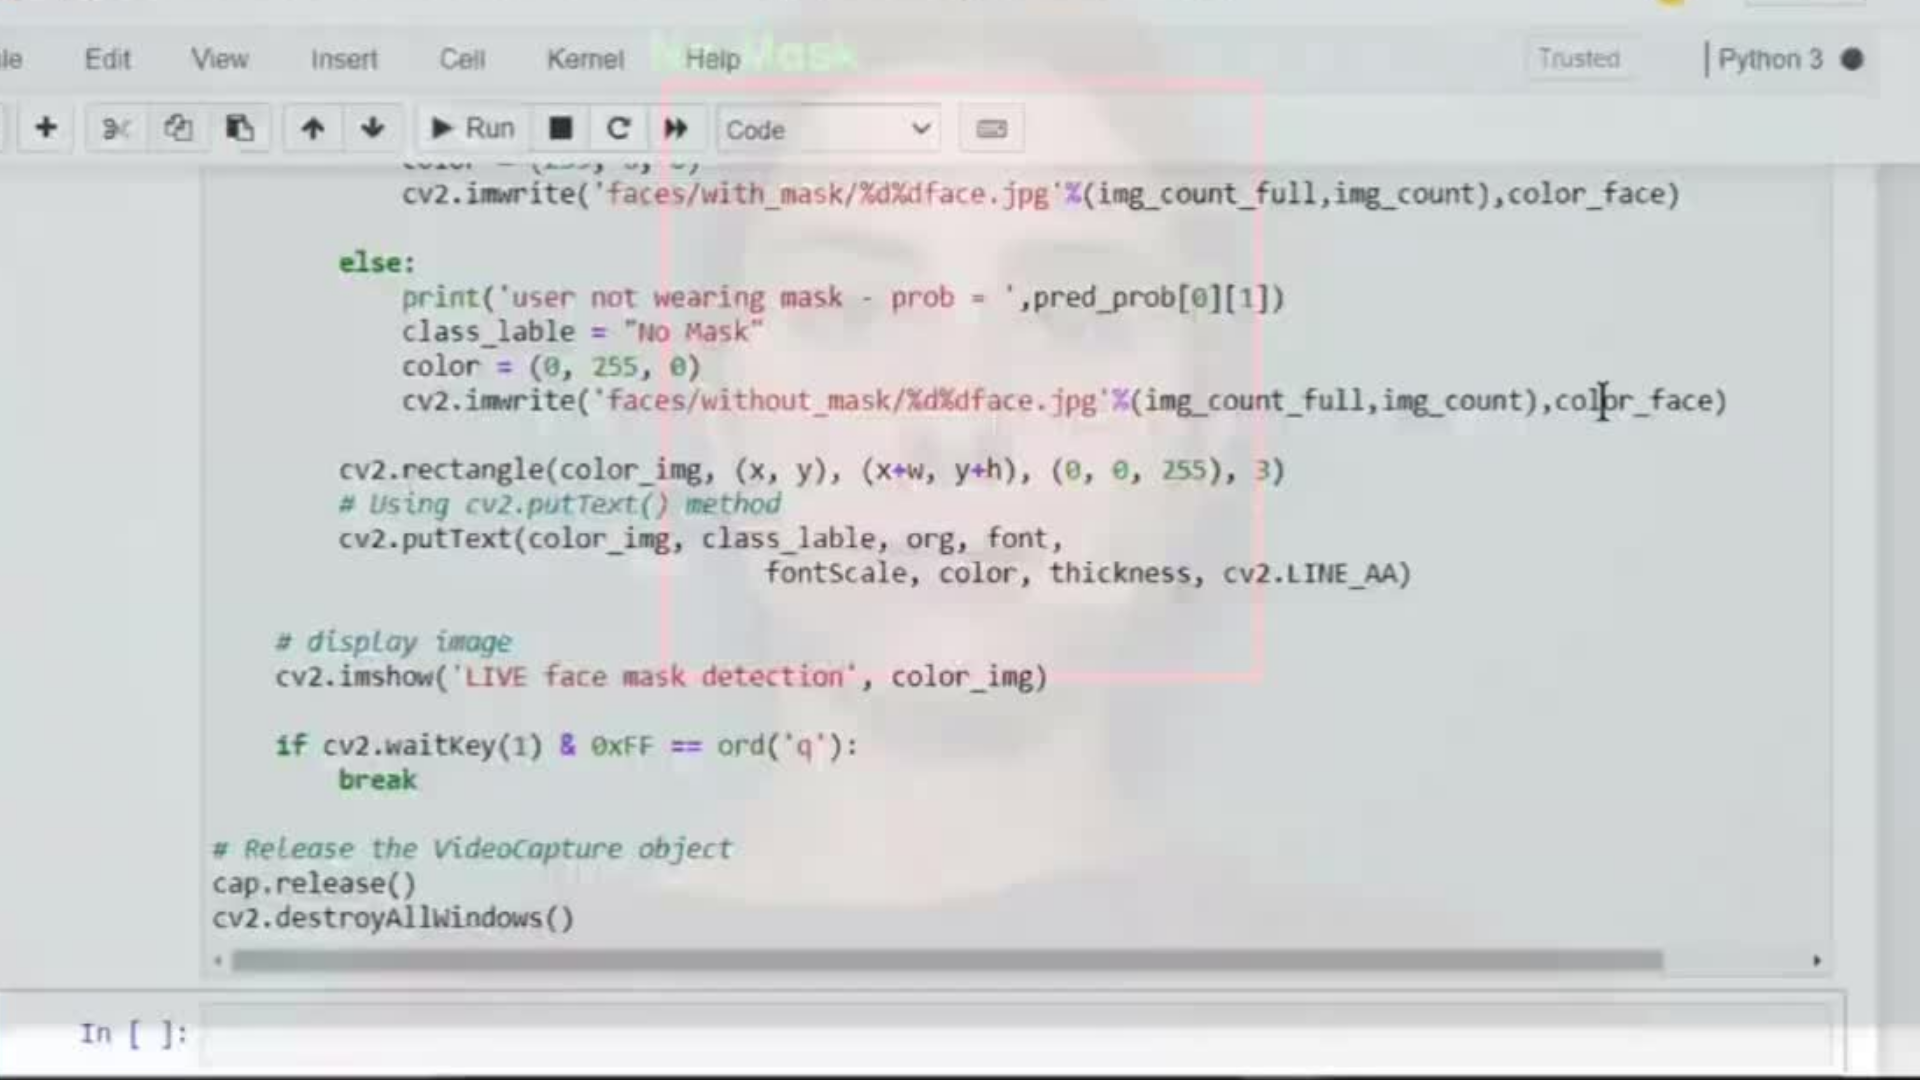 Edit View Insert Cell Kernel Help Trusted Python 3
No Mask
Run Code
cv2.imwrite('faces/with_mask/%d%dface.jpg'%(img_count_full,img_count),color_face)
else:
print('user not wearing mask - prob = ',pred_prob[0][1])
class_lable = "No Mask"
color = (0, 255, 0)
cv2.imwrite('faces/without_mask/%d%dface.jpg'%(img_count_full,img_count),color_face)
cv2.rectangle(color_img, (x, y), (x+w, y+h), (0, 0, 255), 3)
# Using cv2.putText() method
cv2.putText(color_img, class_lable, org, font,
fontScale, color, thickness, cv2.LINE_AA)
# display image
cv2.imshow('LIVE face mask detection', color_img)
if cv2.waitKey(1) & 0xFF == ord('q'):
break
# Release the VideoCapture object
cap.release()
cv2.destroyAllWindows()
In [ ]: